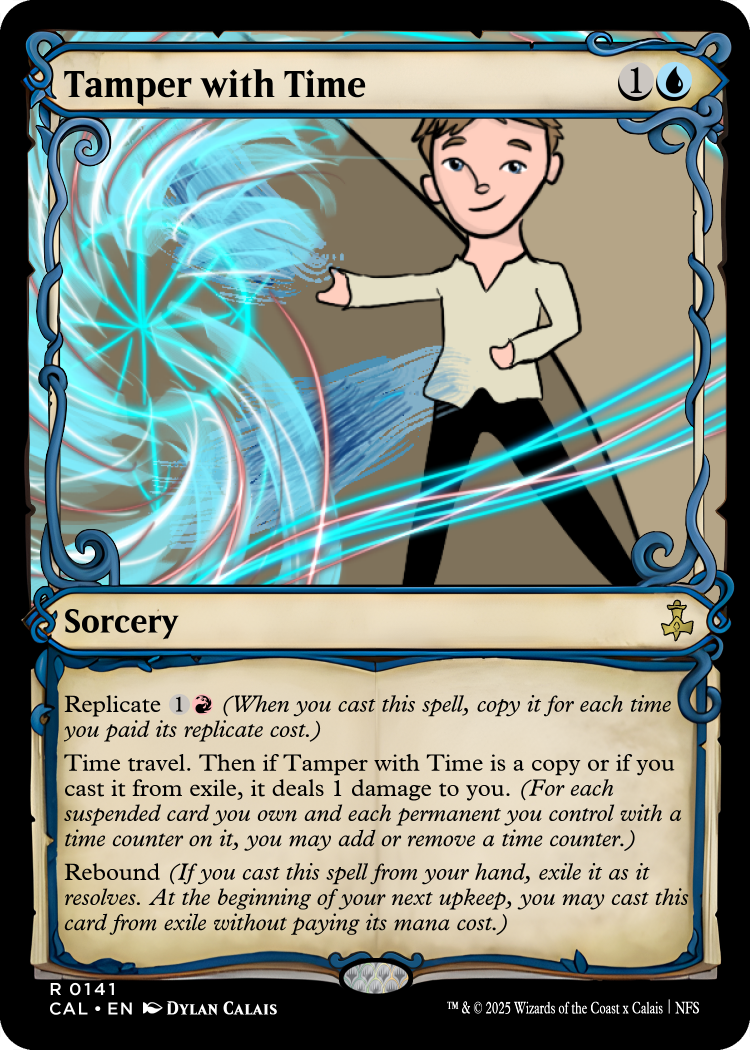 Tamper with Time 1
Sorcery
Replicate 1 (When you cast this spell, copy it for each time
you paid its replicate cost.)
Time travel. Then if Tamper with Time is a copy or if you
cast it from exile, it deals 1 damage to you. (For each
suspended card you own and each permanent you control with a
time counter on it, you may add or remove a time counter.)
Rebound (If you cast this spell from your hand, exile it as it
resolves. At the beginning of your next upkeep, you may cast this
card from exile without paying its mana cost.)
R 0141
CAL • EN Dylan Calais
™ & © 2025 Wizards of the Coast x Calais | NFS